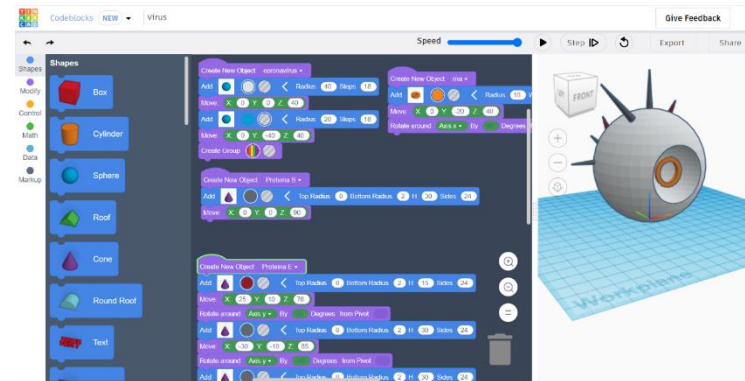 TIN
KER
CAD
Codeblocks NEW virus
Give Feedback
Speed
Step
Export
Share
Shapes
Modify
Control
Math
Data
Markup
Shapes
Box
Cylinder
Sphere
Roof
Cone
Round Roof
Text
Create New Object coronavirus
Add Radius 40 Steps 18
Move X: 0 Y: 0 Z: 40
Add Radius 20 Steps 18
Move X: 0 Y: -40 Z: 40
Create Group
Create New Object rna
Add Radius 10
Move X: 0 Y: -20 Z: 40
Rotate around Axis x By Degrees
Create New Object Proteina S
Add Top Radius 0 Bottom Radius 2 H 30 Sides 24
Move X: 0 Y: 0 Z: 90
Create New Object Proteina E
Add Top Radius 0 Bottom Radius 2 H 15 Sides 24
Move X: 25 Y: 10 Z: 76
Rotate around Axis y By Degrees from Pivot
Add Top Radius 0 Bottom Radius 2 H 30 Sides 24
Move X: -30 Y: -10 Z: 85
Rotate around Axis y By Degrees from Pivot
Add Top Radius 0 Bottom Radius 2 H 30 Sides 24
FRONT
Workplane